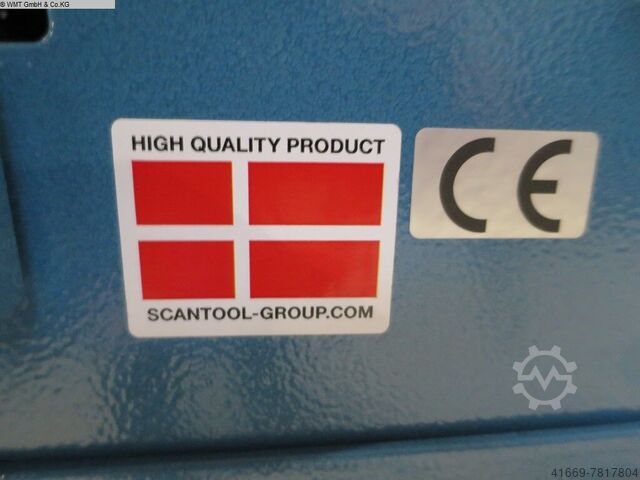 © WMT GmbH & Co.KG
HIGH QUALITY PRODUCT
CE
SCANTOOL-GROUP.COM
41669-7817804